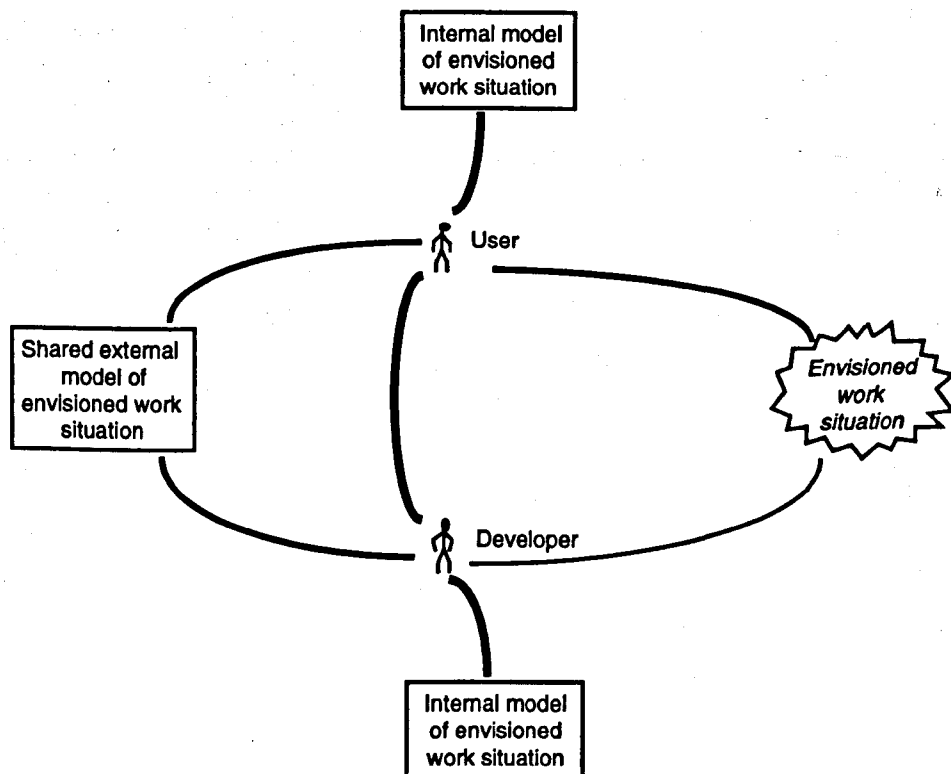 Internal model
of envisioned
work situation
User
Shared external
model of
envisioned work
situation
Envisioned
work
situation
Developer
Internal model
of envisioned
work situation